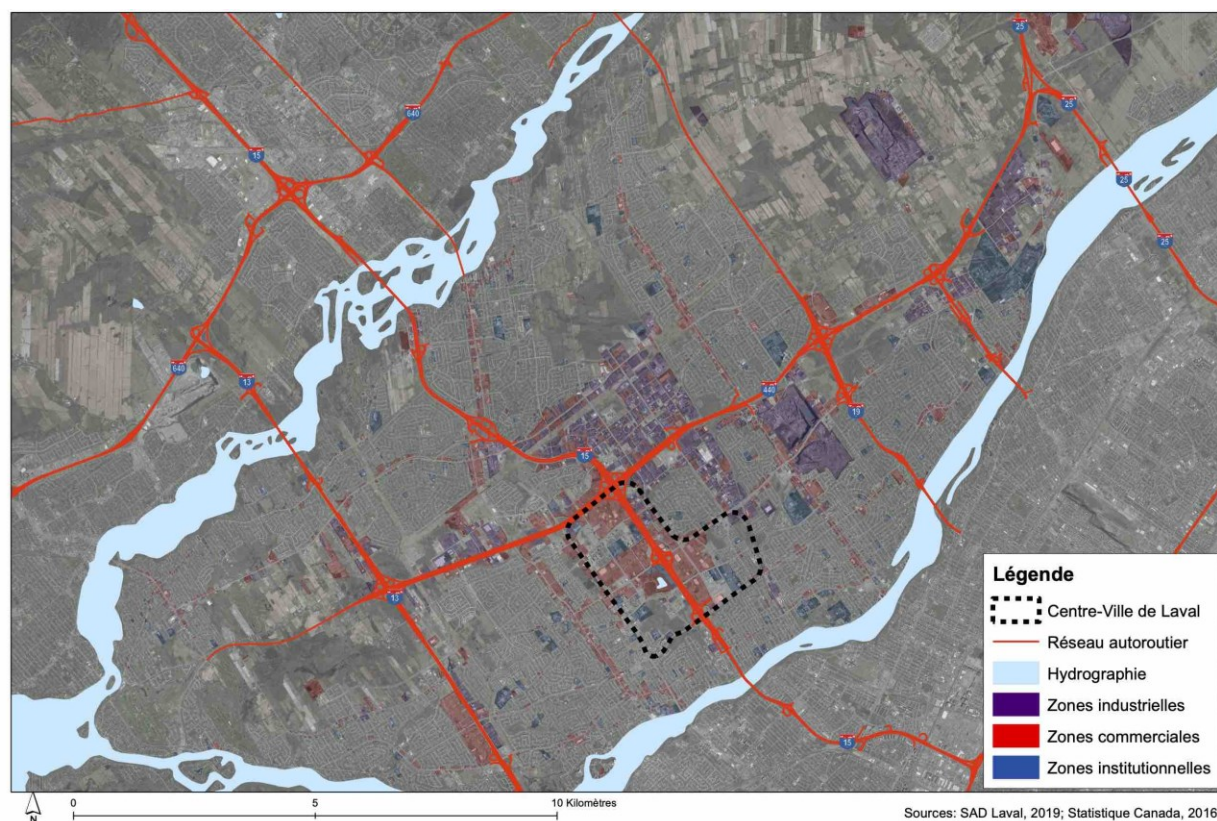 25
640
25
15
25
25
640
13
440
19
15
13
15
Légende
Centre-Ville de Laval
Réseau autoroutier
Hydrographie
Zones industrielles
Zones commerciales
Zones institutionnelles
N
0 5 10 Kilomètres
Sources: SAD Laval, 2019; Statistique Canada, 2016